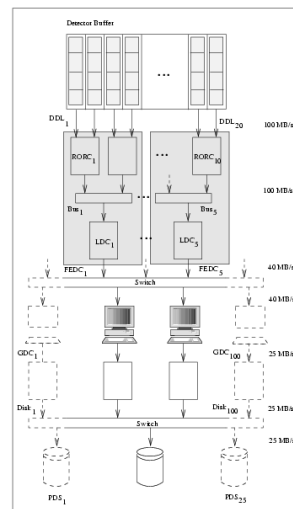 Detector Buffer
DDL1
DDL20
100 MB/s
RORC1
RORC10
100 MB/s
Bus1
Bus5
LDC1
LDC5
FEDC1
FEDC5
40 MB/s
Switch
40 MB/s
GDC1
GDC100
25 MB/s
Disk1
Disk100
25 MB/s
Switch
25 MB/s
PDS1
PDS25